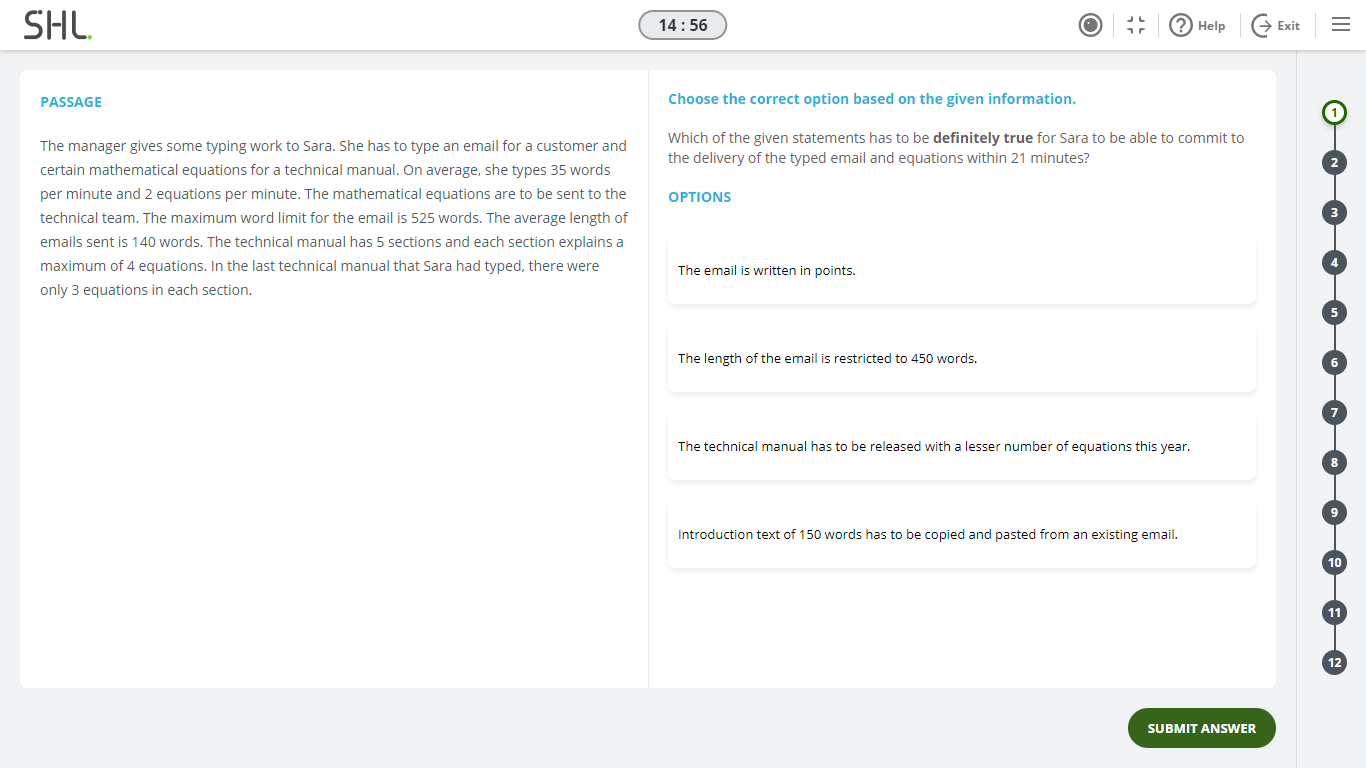 SHL.
14 : 56
Help
Exit
PASSAGE
The manager gives some typing work to Sara. She has to type an email for a customer and
certain mathematical equations for a technical manual. On average, she types 35 words
per minute and 2 equations per minute. The mathematical equations are to be sent to the
technical team. The maximum word limit for the email is 525 words. The average length of
emails sent is 140 words. The technical manual has 5 sections and each section explains a
maximum of 4 equations. In the last technical manual that Sara had typed, there were
only 3 equations in each section.
Choose the correct option based on the given information.
Which of the given statements has to be definitely true for Sara to be able to commit to
the delivery of the typed email and equations within 21 minutes?
OPTIONS
The email is written in points.
The length of the email is restricted to 450 words.
The technical manual has to be released with a lesser number of equations this year.
Introduction text of 150 words has to be copied and pasted from an existing email.
SUBMIT ANSWER
1
2
3
4
5
6
7
8
9
10
11
12